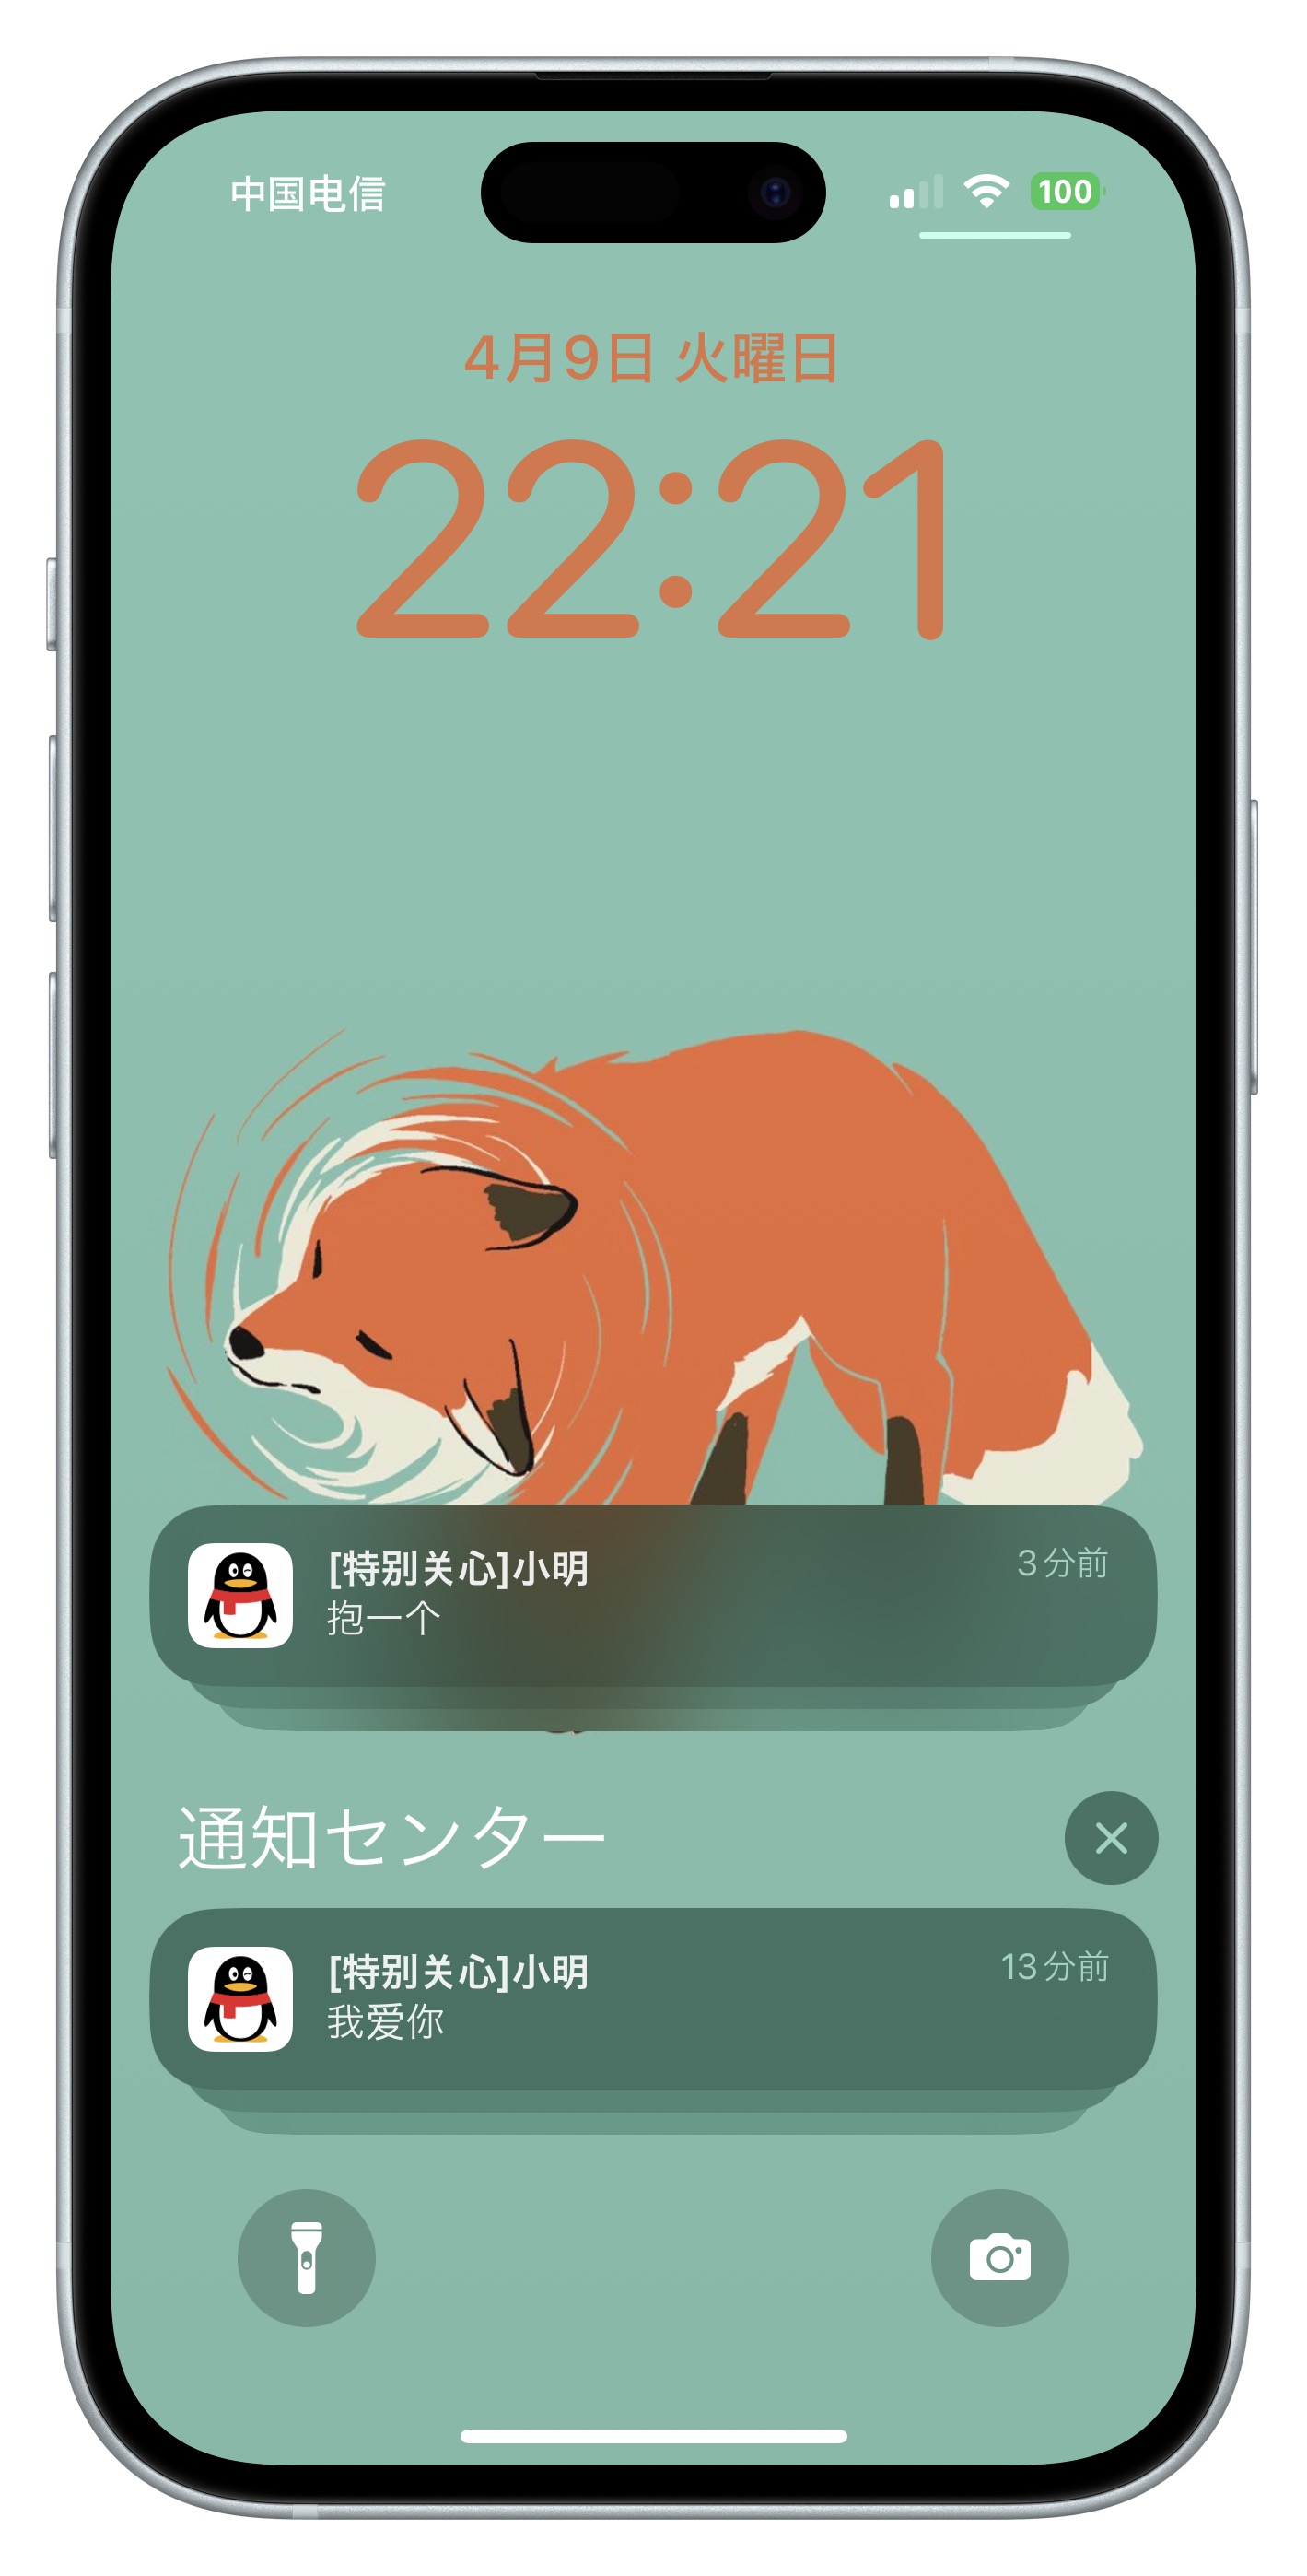 中国电信
100
4月9日 火曜日
22:21
[特别关心]小明
3分前
抱一个
通知センター
[特别关心]小明
13分前
我爱你